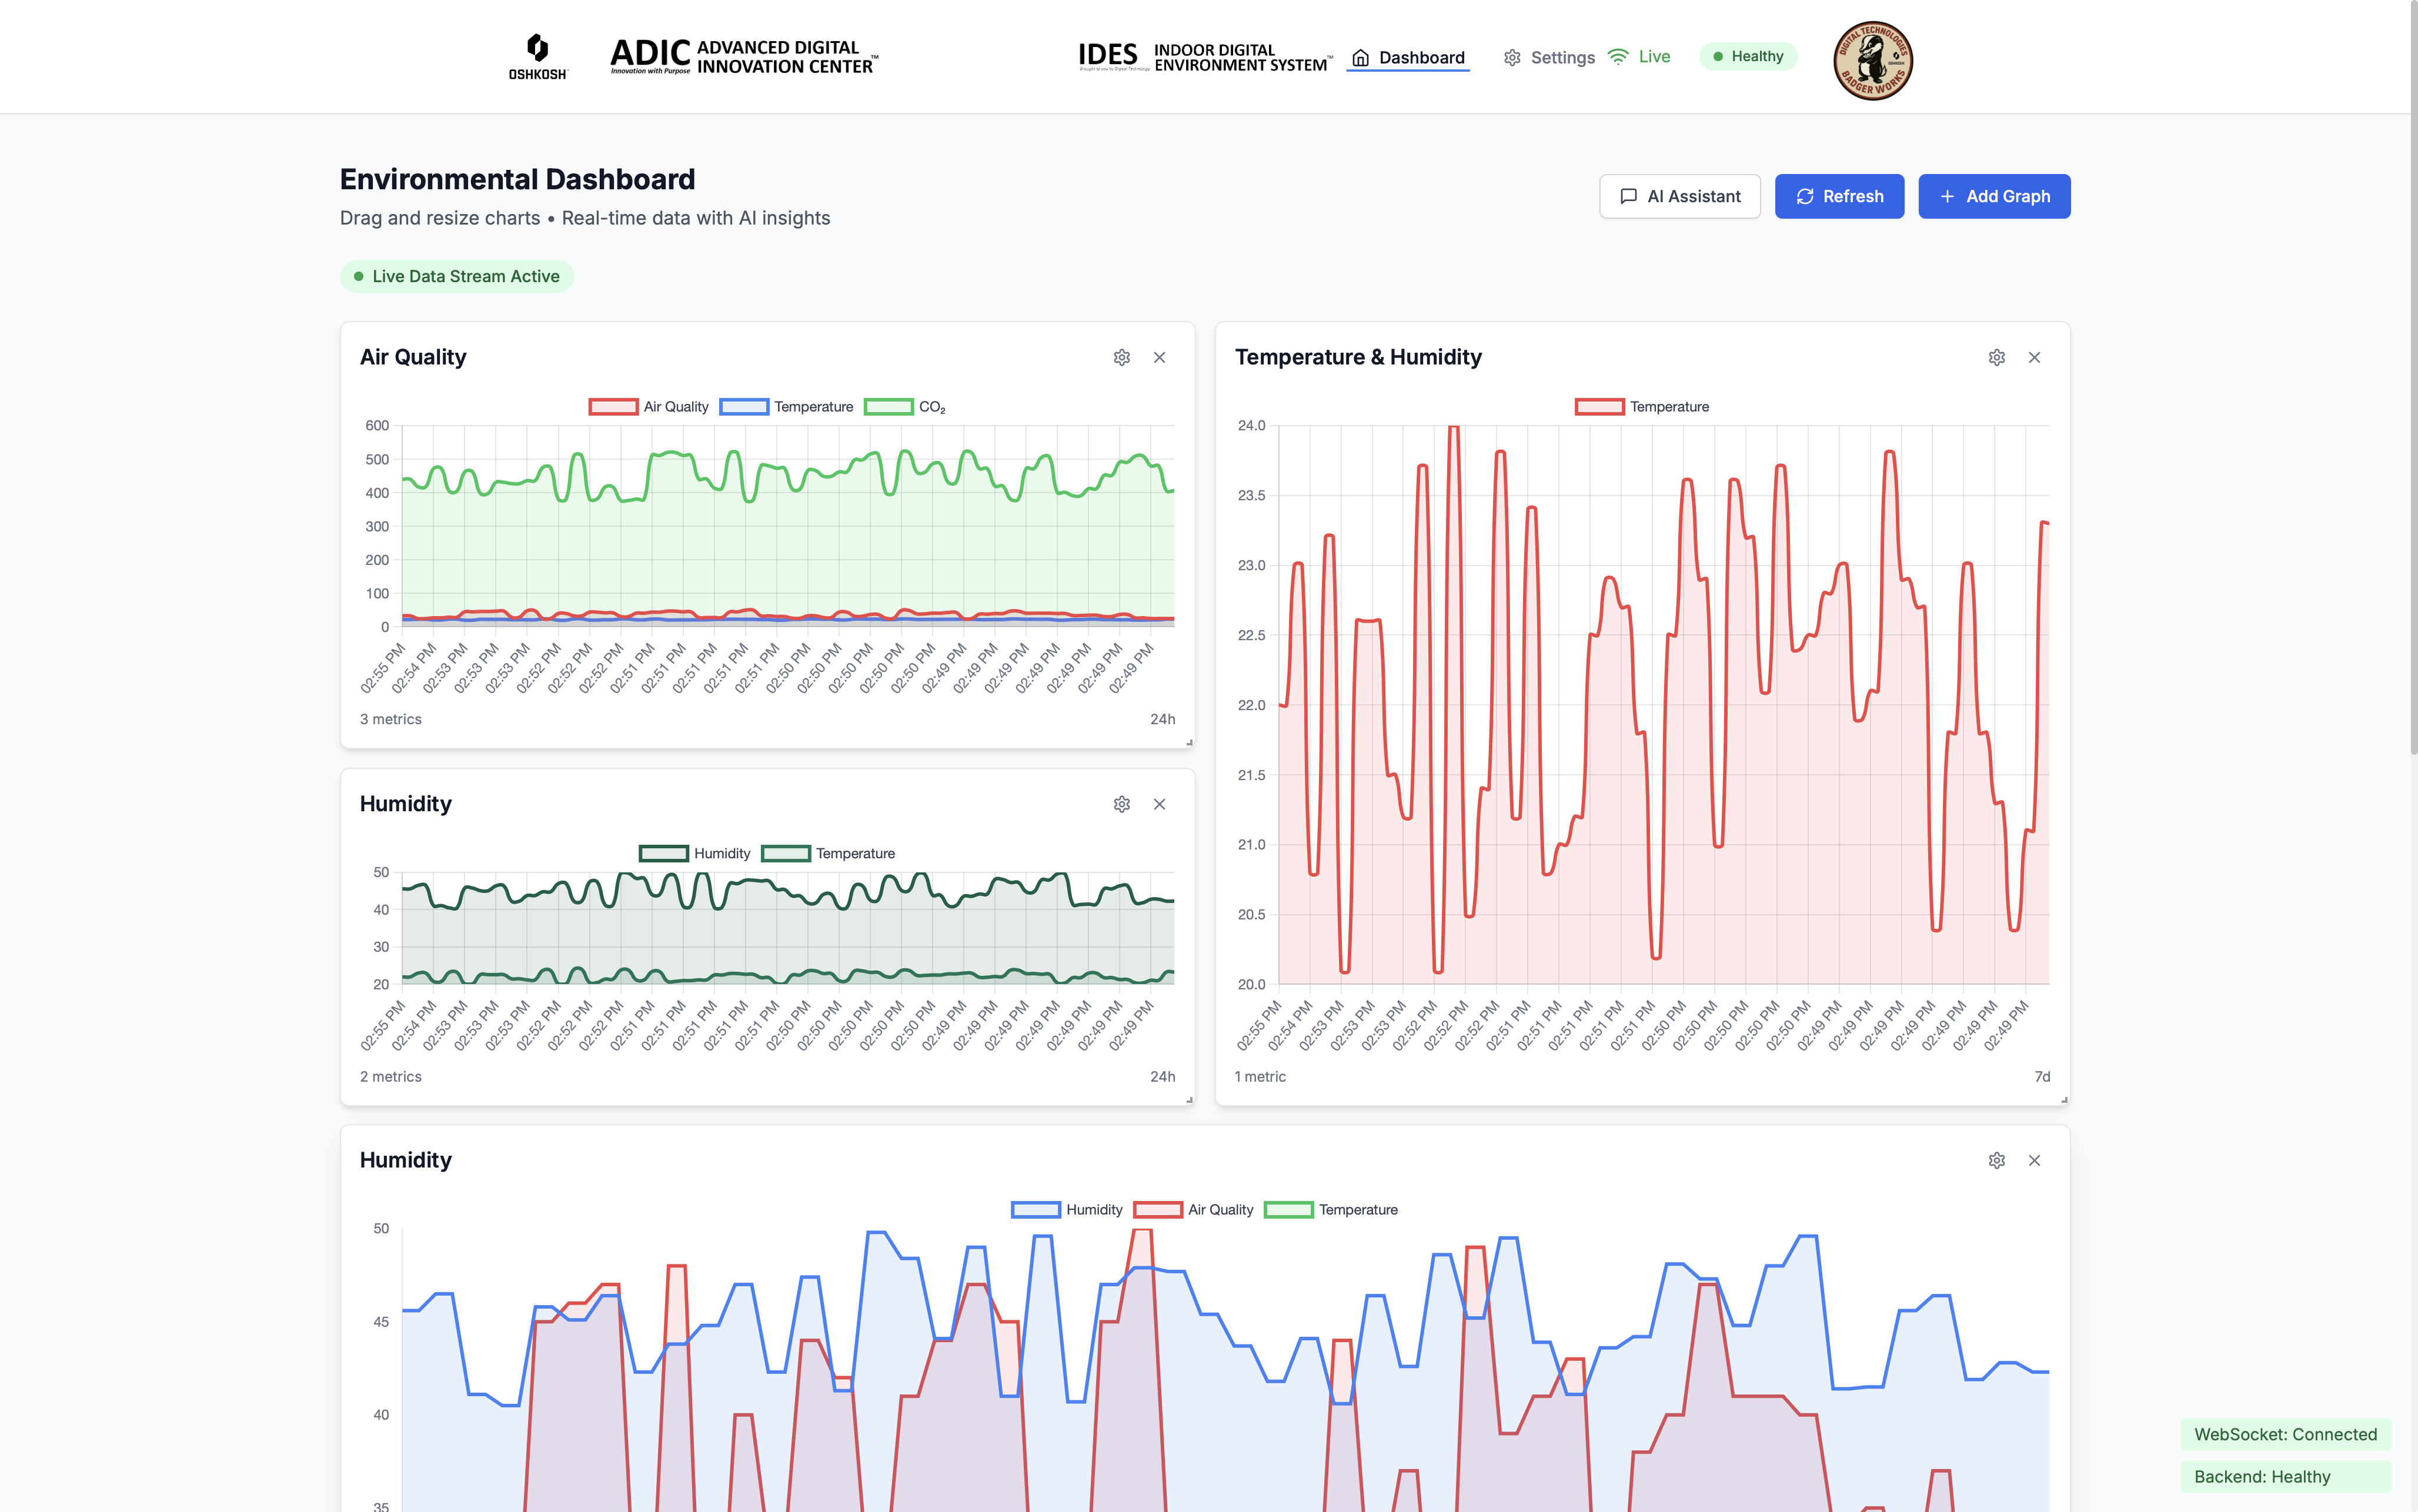 OSHKOSH
ADIC ADVANCED DIGITAL INNOVATION CENTER™
Innovation with Purpose
IDES INDOOR DIGITAL ENVIRONMENT SYSTEM™
Dashboard
Settings
Live
Healthy
DIGITAL TECHNOLOGIES
BADGER WORKS
Environmental Dashboard
Drag and resize charts • Real-time data with AI insights
AI Assistant
Refresh
Add Graph
Live Data Stream Active
Air Quality
Air Quality Temperature CO₂
600
500
400
300
200
100
0
02:55 PM 02:54 PM 02:53 PM 02:53 PM 02:53 PM 02:52 PM 02:52 PM 02:52 PM 02:51 PM 02:51 PM 02:51 PM 02:51 PM 02:51 PM 02:50 PM 02:50 PM 02:50 PM 02:50 PM 02:50 PM 02:49 PM 02:49 PM 02:49 PM 02:49 PM 02:49 PM 02:49 PM 02:49 PM
3 metrics 24h
Temperature & Humidity
Temperature
24.0
23.5
23.0
22.5
22.0
21.5
21.0
20.5
20.0
02:55 PM 02:54 PM 02:53 PM 02:53 PM 02:53 PM 02:52 PM 02:52 PM 02:52 PM 02:51 PM 02:51 PM 02:51 PM 02:51 PM 02:51 PM 02:50 PM 02:50 PM 02:50 PM 02:50 PM 02:50 PM 02:49 PM 02:49 PM 02:49 PM 02:49 PM 02:49 PM 02:49 PM 02:49 PM
1 metric 7d
Humidity
Humidity Temperature
50
40
30
20
02:55 PM 02:54 PM 02:53 PM 02:53 PM 02:53 PM 02:52 PM 02:52 PM 02:52 PM 02:51 PM 02:51 PM 02:51 PM 02:51 PM 02:51 PM 02:50 PM 02:50 PM 02:50 PM 02:50 PM 02:50 PM 02:49 PM 02:49 PM 02:49 PM 02:49 PM 02:49 PM 02:49 PM 02:49 PM
2 metrics 24h
Humidity
Humidity Air Quality Temperature
50
45
40
35
WebSocket: Connected
Backend: Healthy